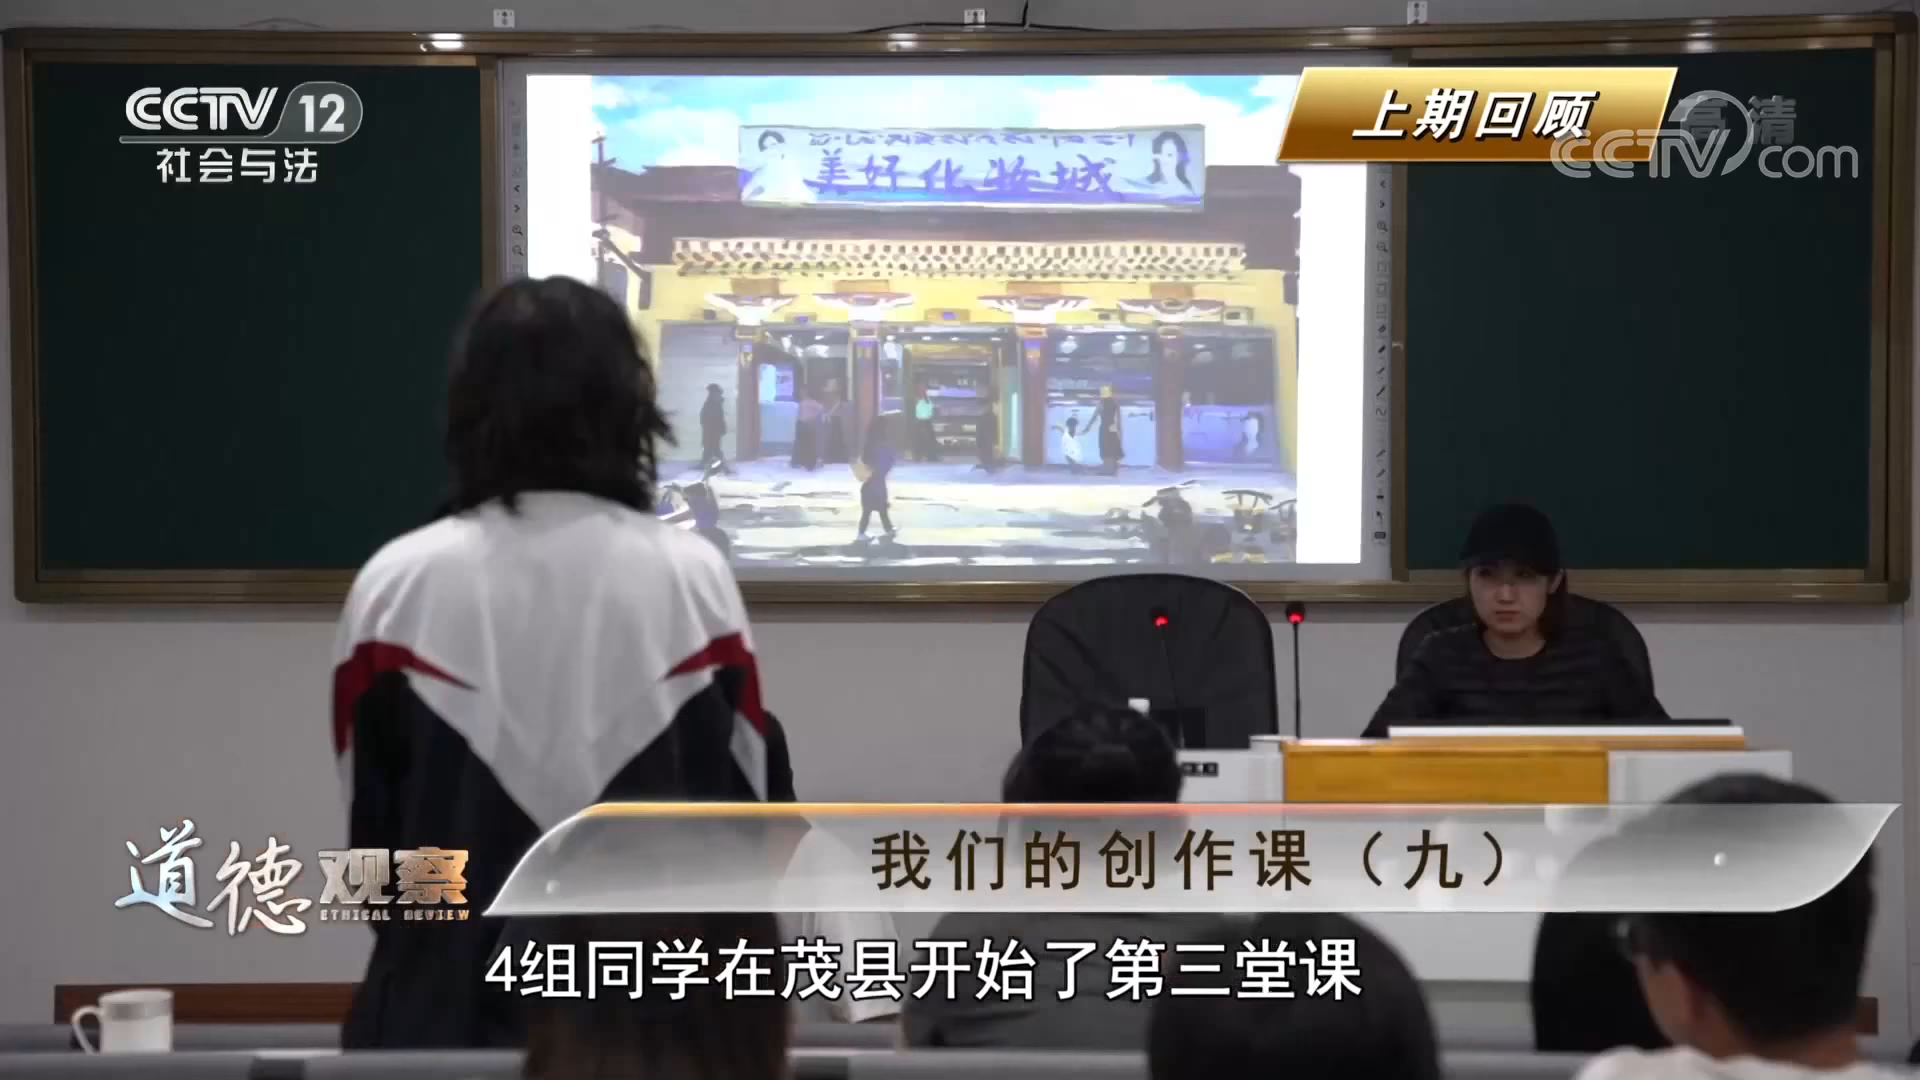 CCTV 12
社会与法
上期回顾
高清
CCTV.com
美好化妆城
道德观察
ETHICAL REVIEW
我们的创作课（九）
4组同学在茂县开始了第三堂课